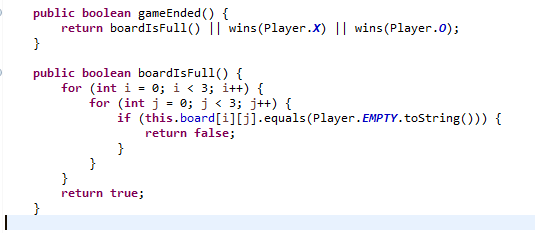 public boolean gameEnded() {
return boardIsFull() || wins(Player.X) || wins(Player.O);
}
public boolean boardIsFull() {
for (int i = 0; i < 3; i++) {
for (int j = 0; j < 3; j++) {
if (this.board[i][j].equals(Player.EMPTY.toString())) {
return false;
}
}
}
return true;
}